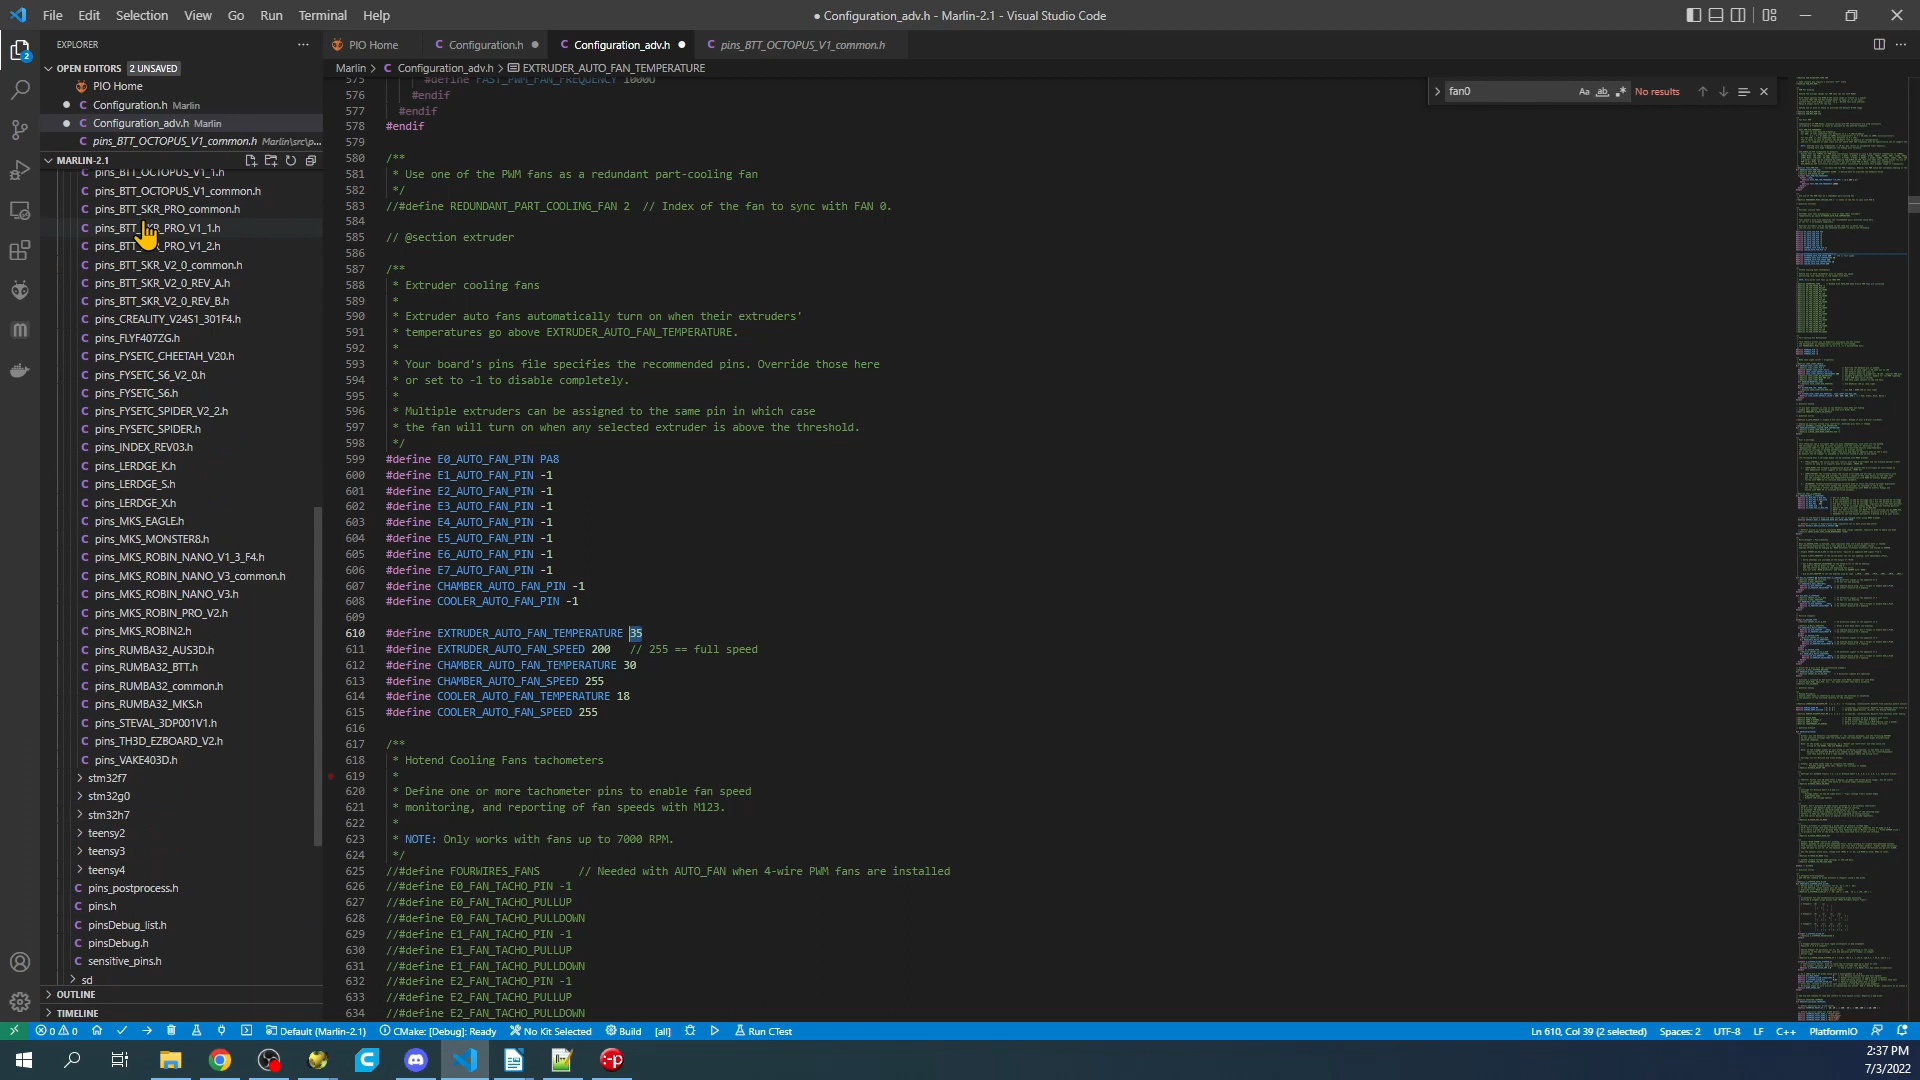 File Edit Selection View Go Run Terminal Help
● Configuration_adv.h - Marlin-2.1 - Visual Studio Code
EXPLORER
PIO Home
Configuration.h
Configuration_adv.h
pins_BTT_OCTOPUS_V1_common.h
OPEN EDITORS 2 UNSAVED
PIO Home
Configuration.h Marlin
Configuration_adv.h Marlin
pins_BTT_OCTOPUS_V1_common.h Marlin\src\p...
MARLIN-2.1
pins_BTT_OCTOPUS_V1_1.h
pins_BTT_OCTOPUS_V1_common.h
pins_BTT_SKR_PRO_common.h
pins_BTT_SKR_PRO_V1_1.h
pins_BTT_SKR_PRO_V1_2.h
pins_BTT_SKR_V2_0_common.h
pins_BTT_SKR_V2_0_REV_A.h
pins_BTT_SKR_V2_0_REV_B.h
pins_CREALITY_V24S1_301F4.h
pins_FLYF407ZG.h
pins_FYSETC_CHEETAH_V20.h
pins_FYSETC_S6_V2_0.h
pins_FYSETC_S6.h
pins_FYSETC_SPIDER_V2_2.h
pins_FYSETC_SPIDER.h
pins_INDEX_REV03.h
pins_LERDGE_K.h
pins_LERDGE_S.h
pins_LERDGE_X.h
pins_MKS_EAGLE.h
pins_MKS_MONSTER8.h
pins_MKS_ROBIN_NANO_V1_3_F4.h
pins_MKS_ROBIN_NANO_V3_common.h
pins_MKS_ROBIN_NANO_V3.h
pins_MKS_ROBIN_PRO_V2.h
pins_MKS_ROBIN2.h
pins_RUMBA32_AUS3D.h
pins_RUMBA32_BTT.h
pins_RUMBA32_common.h
pins_RUMBA32_MKS.h
pins_STEVAL_3DP001V1.h
pins_TH3D_EZBOARD_V2.h
pins_VAKE403D.h
stm32f7
stm32g0
stm32h7
teensy2
teensy3
teensy4
pins_postprocess.h
pins.h
pinsDebug_list.h
pinsDebug.h
sensitive_pins.h
sd
OUTLINE
TIMELINE
Marlin > Configuration_adv.h > EXTRUDER_AUTO_FAN_TEMPERATURE
fan0 Aa ab No results
575 #define FAST_PWM_FAN_FREQUENCY 1000U
576 #endif
577 #endif
578 #endif
579
580 /**
581 * Use one of the PWM fans as a redundant part-cooling fan
582 */
583 //#define REDUNDANT_PART_COOLING_FAN 2 // Index of the fan to sync with FAN 0.
584
585 // @section extruder
586
587 /**
588 * Extruder cooling fans
589 *
590 * Extruder auto fans automatically turn on when their extruders'
591 * temperatures go above EXTRUDER_AUTO_FAN_TEMPERATURE.
592 *
593 * Your board's pins file specifies the recommended pins. Override those here
594 * or set to -1 to disable completely.
595 *
596 * Multiple extruders can be assigned to the same pin in which case
597 * the fan will turn on when any selected extruder is above the threshold.
598 */
599 #define E0_AUTO_FAN_PIN PA8
600 #define E1_AUTO_FAN_PIN -1
601 #define E2_AUTO_FAN_PIN -1
602 #define E3_AUTO_FAN_PIN -1
603 #define E4_AUTO_FAN_PIN -1
604 #define E5_AUTO_FAN_PIN -1
605 #define E6_AUTO_FAN_PIN -1
606 #define E7_AUTO_FAN_PIN -1
607 #define CHAMBER_AUTO_FAN_PIN -1
608 #define COOLER_AUTO_FAN_PIN -1
609
610 #define EXTRUDER_AUTO_FAN_TEMPERATURE 35
611 #define EXTRUDER_AUTO_FAN_SPEED 200 // 255 == full speed
612 #define CHAMBER_AUTO_FAN_TEMPERATURE 30
613 #define CHAMBER_AUTO_FAN_SPEED 255
614 #define COOLER_AUTO_FAN_TEMPERATURE 18
615 #define COOLER_AUTO_FAN_SPEED 255
616
617 /**
618 * Hotend Cooling Fans tachometers
619 *
620 * Define one or more tachometer pins to enable fan speed
621 * monitoring, and reporting of fan speeds with M123.
622 *
623 * NOTE: Only works with fans up to 7000 RPM.
624 */
625 //#define FOURWIRES_FANS // Needed with AUTO_FAN when 4-wire PWM fans are installed
626 //#define E0_FAN_TACHO_PIN -1
627 //#define E0_FAN_TACHO_PULLUP
628 //#define E0_FAN_TACHO_PULLDOWN
629 //#define E1_FAN_TACHO_PIN -1
630 //#define E1_FAN_TACHO_PULLUP
631 //#define E1_FAN_TACHO_PULLDOWN
632 //#define E2_FAN_TACHO_PIN -1
633 //#define E2_FAN_TACHO_PULLUP
634 //#define E2_FAN_TACHO_PULLDOWN
0 0 Default (Marlin-2.1) CMake: [Debug]: Ready No Kit Selected Build [all] Run CTest
Ln 610, Col 39 (2 selected) Spaces: 2 UTF-8 LF C++ PlatformIO
2:37 PM
7/3/2022